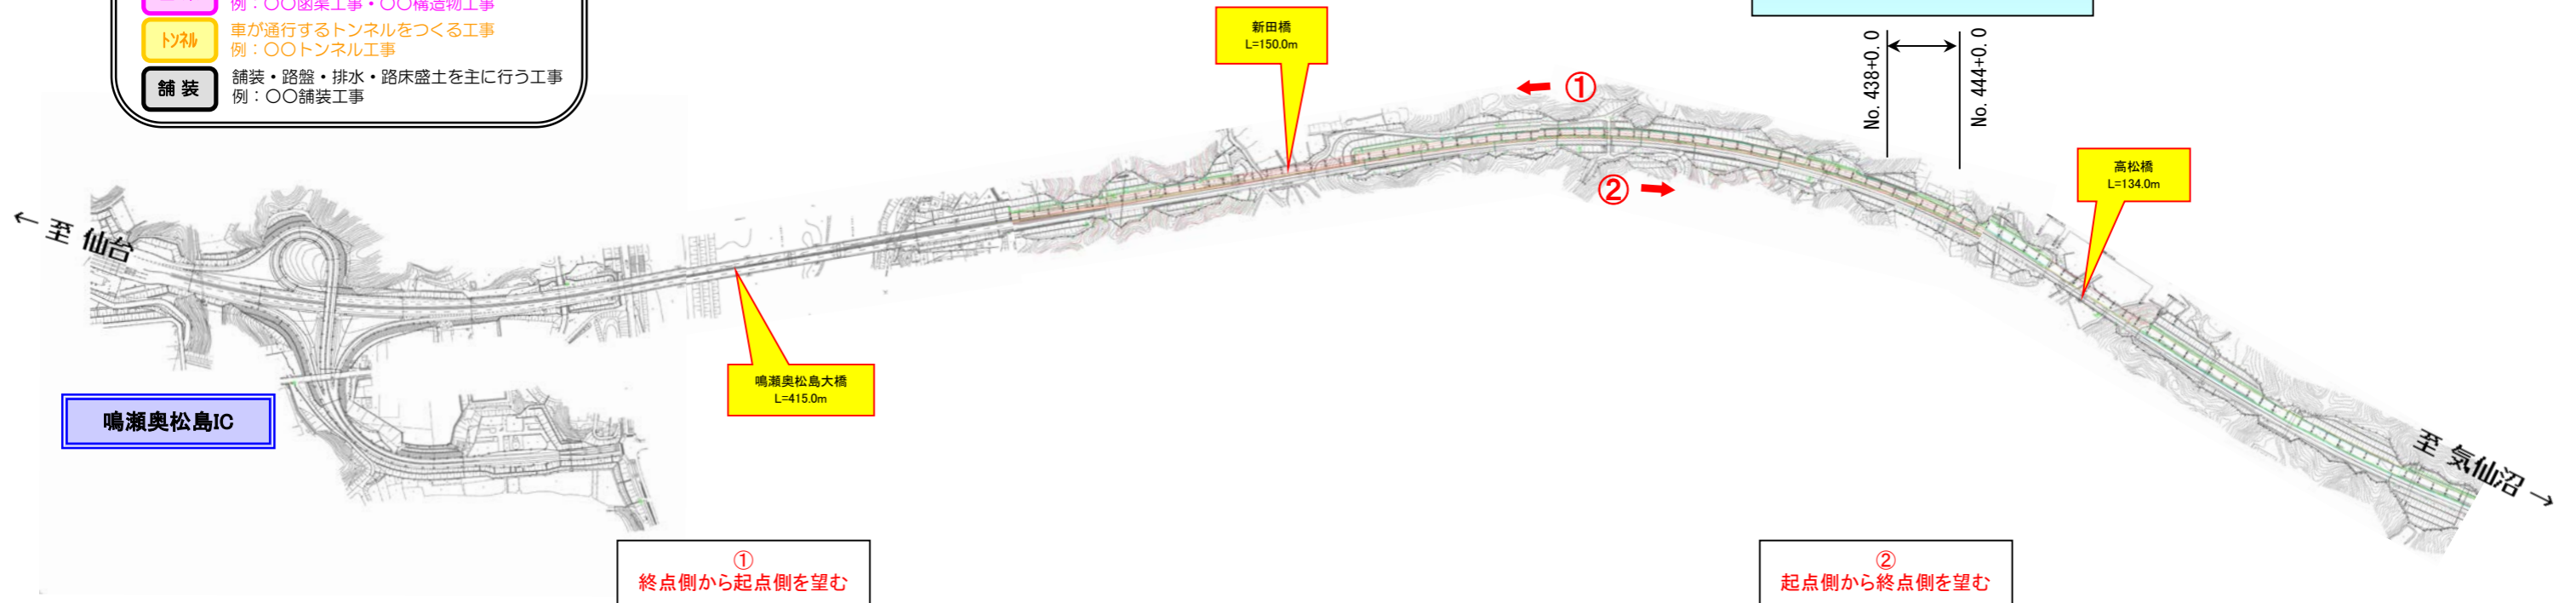 例：〇〇函渠工事・〇〇構造物工事
トンネル
車が通行するトンネルをつくる工事
例：〇〇トンネル工事
舗 装
舗装・路盤・排水・路床盛土を主に行う工事
例：〇〇舗装工事
新田橋
L=150.0m
No. 438+0. 0
No. 444+0. 0
①
②
高松橋
L=134.0m
← 至 仙台
鳴瀬奥松島大橋
L=415.0m
鳴瀬奥松島IC
至 気仙沼 →
①
終点側から起点側を望む
②
起点側から終点側を望む